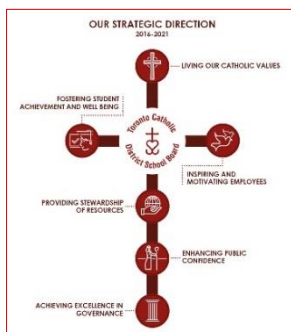 OUR STRATEGIC DIRECTION
2016-2021
LIVING OUR CATHOLIC VALUES
FOSTERING STUDENT
ACHIEVEMENT AND WELL BEING
Toronto Catholic
District School Board
INSPIRING AND
MOTIVATING EMPLOYEES
PROVIDING STEWARDSHIP
OF RESOURCES
ENHANCING PUBLIC
CONFIDENCE
ACHIEVING EXCELLENCE IN
GOVERNANCE